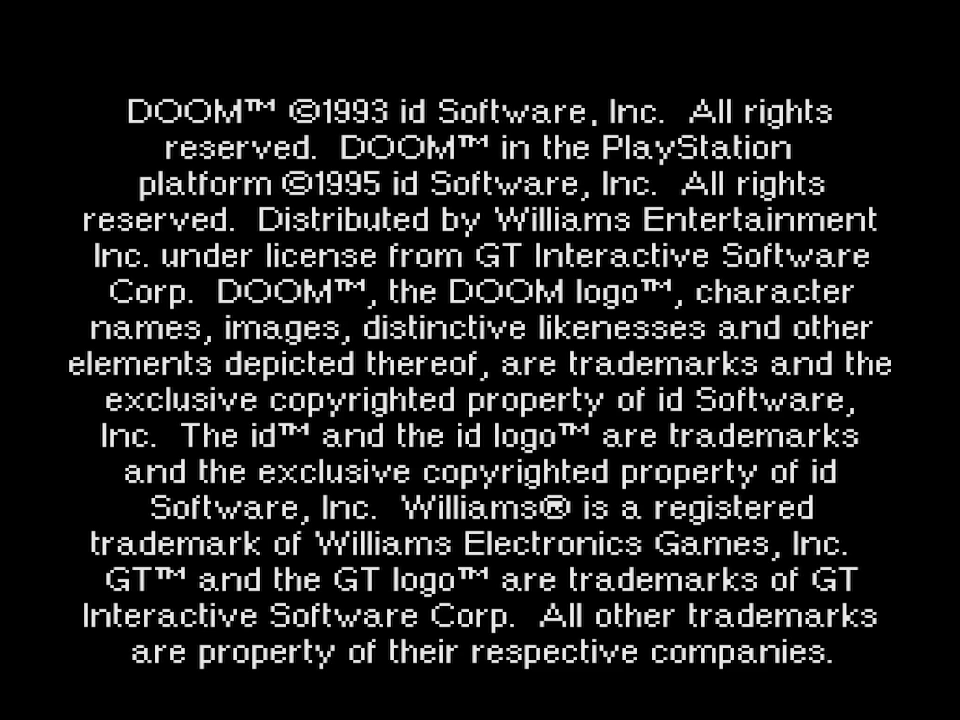 DOOM™ ©1993 id Software, Inc.  All rights
reserved.  DOOM™ in the PlayStation
platform ©1995 id Software, Inc.  All rights
reserved.  Distributed by Williams Entertainment
Inc. under license from GT Interactive Software
Corp.  DOOM™, the DOOM logo™, character
names, images, distinctive likenesses and other
elements depicted thereof, are trademarks and the
exclusive copyrighted property of id Software,
Inc.  The id™ and the id logo™ are trademarks
and the exclusive copyrighted property of id
Software, Inc.  Williams® is a registered
trademark of Williams Electronics Games, Inc.
GT™ and the GT logo™ are trademarks of GT
Interactive Software Corp.  All other trademarks
are property of their respective companies.